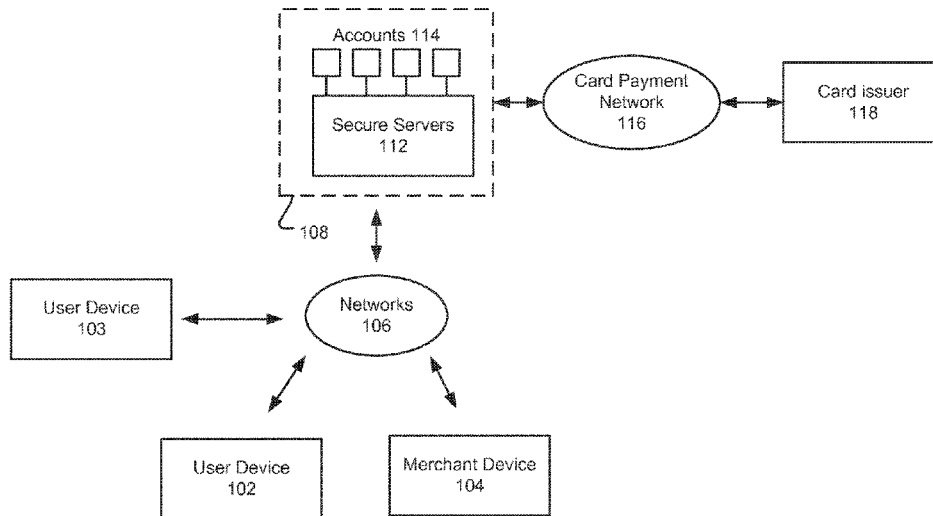 Accounts 114
Secure Servers
112
Card Payment
Network
116
Card issuer
118
108
User Device
103
Networks
106
User Device
102
Merchant Device
104